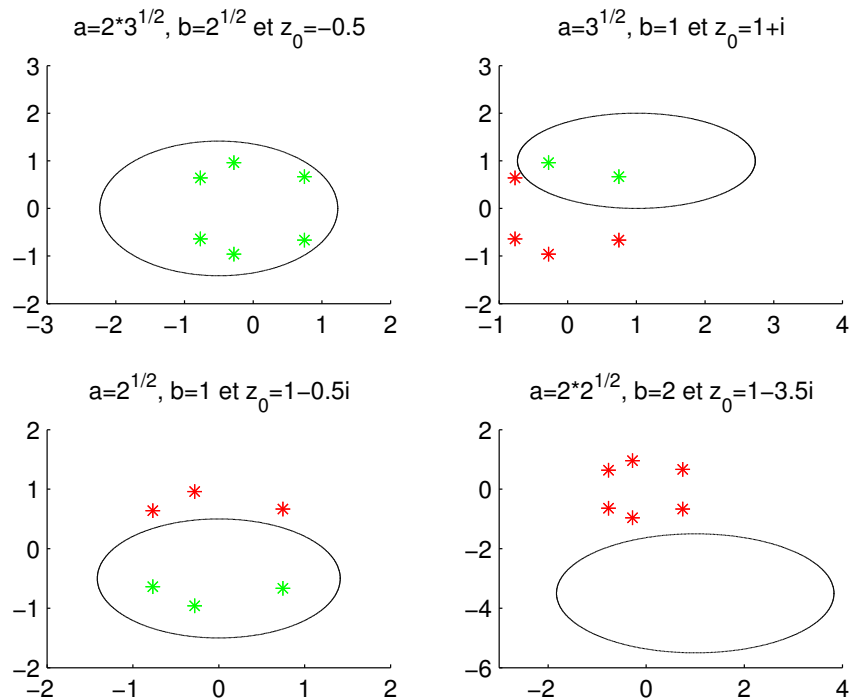 a=2*3^{1/2}, b=2^{1/2} et z_0=−0.5
3
2
1
0
−1
−2
−3 −2 −1 0 1 2
a=3^{1/2}, b=1 et z_0=1+i
3
2
1
0
−1
−2
−1 0 1 2 3 4
a=2^{1/2}, b=1 et z_0=1−0.5i
2
1
0
−1
−2
−2 −1 0 1 2
a=2*2^{1/2}, b=2 et z_0=1−3.5i
2
0
−2
−4
−6
−2 0 2 4